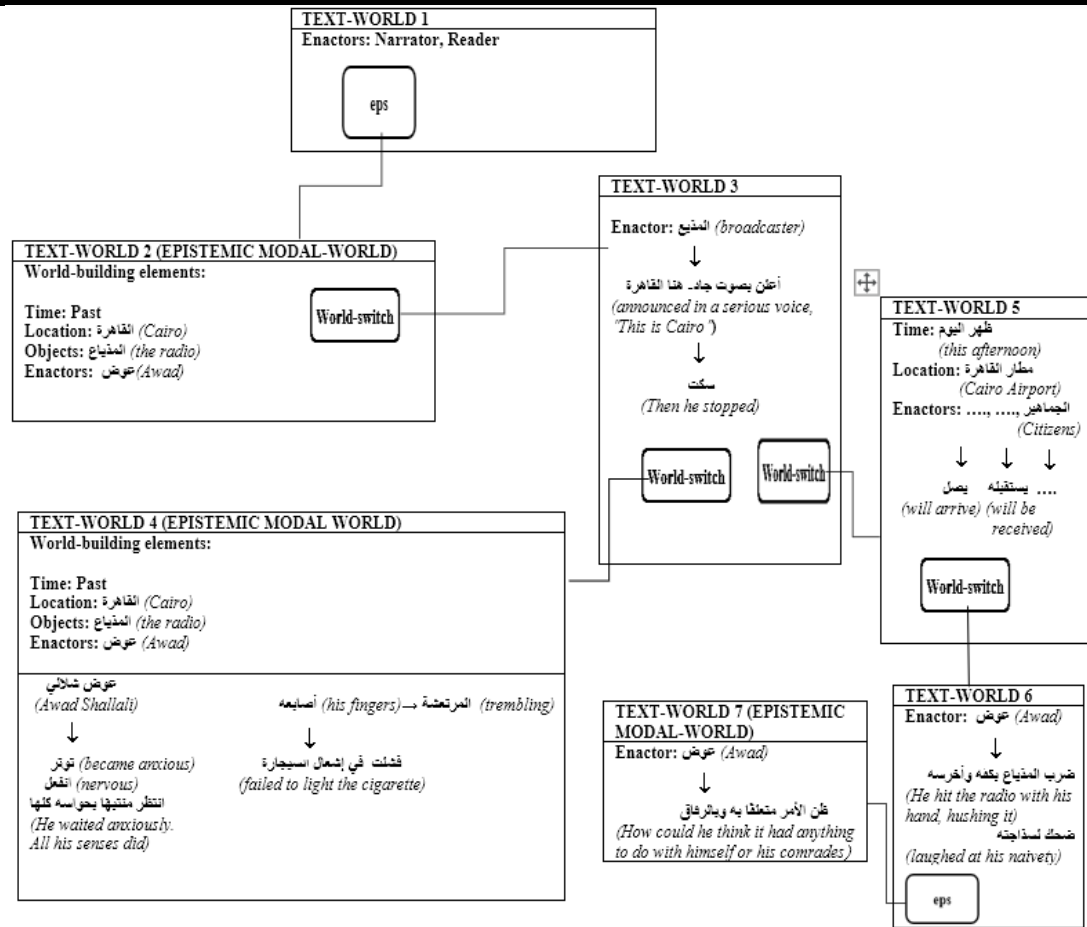 TEXT-WORLD 1
Enactors: Narrator, Reader
eps
TEXT-WORLD 2 (EPISTEMIC MODAL-WORLD)
World-building elements:
Time: Past
Location: القاهرة (Cairo)
Objects: المذياع (the radio)
Enactors: عوض (Awad)
World-switch
TEXT-WORLD 3
Enactor: المذيع (broadcaster)
↓
أعلن بصوت جاد- هنا القاهرة
(announced in a serious voice,
"This is Cairo")
↓
سكت
(Then he stopped)
World-switch
World-switch
TEXT-WORLD 4 (EPISTEMIC MODAL WORLD)
World-building elements:
Time: Past
Location: القاهرة (Cairo)
Objects: المذياع (the radio)
Enactors: عوض (Awad)
عوض شلالي
(Awad Shallali)
↓
توتر (became anxious)
انفعل (nervous)
انتظر منتبهًا بحواسه كلها
(He waited anxiously.
All his senses did)
أصابعه (his fingers)→ المرتعشة (trembling)
↓
فشلت في إشعال السيجارة
(failed to light the cigarette)
TEXT-WORLD 5
Time: ظهر اليوم
(this afternoon)
Location: مطار القاهرة
(Cairo Airport)
Enactors: ...., ...., الجماهير
(Citizens)
↓ ↓ ↓
يصل يستقبله ....
(will arrive) (will be
received)
World-switch
TEXT-WORLD 6
Enactor: عوض (Awad)
↓
ضرب المذياع بكفه وأخرسه
(He hit the radio with his
hand, hushing it)
ضحك لسذاجته
(laughed at his naivety)
eps
TEXT-WORLD 7 (EPISTEMIC
MODAL-WORLD)
Enactor: عوض (Awad)
↓
ظن الأمر متعلقا به وبالرفاق
(How could he think it had anything
to do with himself or his comrades)